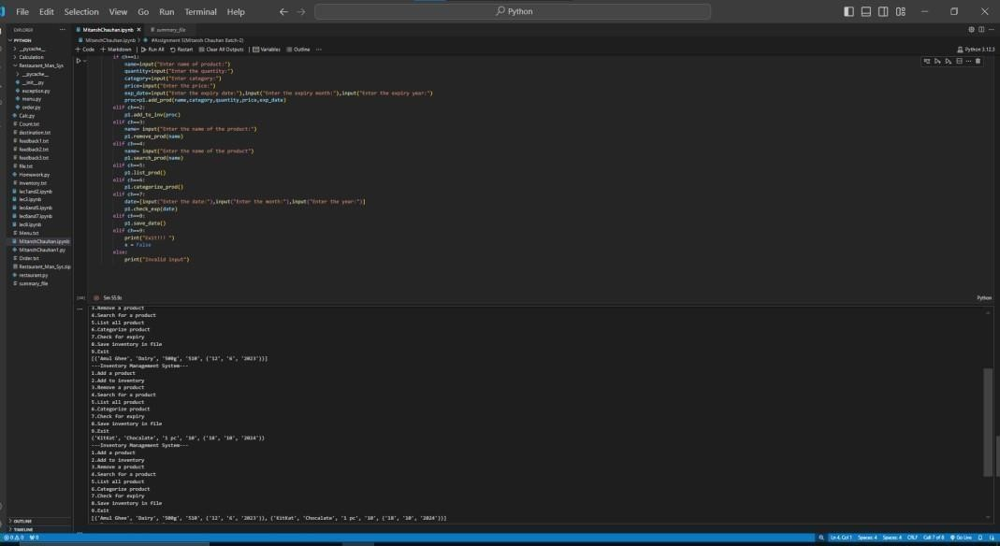 File Edit Selection View Go Run Terminal Help
Python
EXPLORER
PYTHON
__pycache__
Calculation
Restaurant_Man_Sys
__pycache__
__init__.py
exception.py
menu.py
order.py
Calc.py
Count.txt
destination.txt
feedback1.txt
feedback2.txt
feedback3.txt
file.txt
Homework.py
inventory.txt
lec1and2.ipynb
lec3.ipynb
lec4and5.ipynb
lec6and7.ipynb
lec8.ipynb
Menu.txt
MitanshChauhan.ipynb
MitanshChauhan1.py
Order.txt
Restaurant_Man_Sys.zip
restaurant.py
summary_file
OUTLINE
TIMELINE
MitanshChauhan.ipynb summary_file
MitanshChauhan.ipynb > #Assignment 5(Mitansh Chauhan Batch-2)
+ Code + Markdown Run All Restart Clear All Outputs Variables Outline ...
Python 3.12.3
if ch==1:
name=input("Enter name of product:")
quantity=input("Enter the quantity:")
category=input("Enter category:")
price=input("Enter the price:")
exp_date=input("Enter the expiry date:"),input("Enter the expiry month:"),input("Enter the expiry year:")
proc=p1.add_prod(name,category,quantity,price,exp_date)
elif ch==2:
p1.add_to_inv(proc)
elif ch==3:
name= input("Enter the name of the product:")
p1.remove_prod(name)
elif ch==4:
name= input("Enter the name of the product")
p1.search_prod(name)
elif ch==5:
p1.list_prod()
elif ch==6:
p1.categorize_prod()
elif ch==7:
date=[input("Enter the date:"),input("Enter the month:"),input("Enter the year:")]
p1.check_exp(date)
elif ch==8:
p1.save_data()
elif ch==9:
print("Exit!!! ")
x = False
else:
print("Invalid input")
5m 55.9s
Python
3.Remove a product
4.Search for a product
5.List all product
6.Categorize product
7.Check for expiry
8.Save inventory in file
9.Exit
[('Amul Ghee', 'Dairy', '500g', '510', ('12', '6', '2023'))]
---Inventory Management System---
1.Add a product
2.Add to inventory
3.Remove a product
4.Search for a product
5.List all product
6.Categorize product
7.Check for expiry
8.Save inventory in file
9.Exit
('KitKat', 'Chocalate', '1 pc', '10', ('10', '10', '2024'))
---Inventory Management System---
1.Add a product
2.Add to inventory
3.Remove a product
4.Search for a product
5.List all product
6.Categorize product
7.Check for expiry
8.Save inventory in file
9.Exit
[('Amul Ghee', 'Dairy', '500g', '510', ('12', '6', '2023')), ('KitKat', 'Chocalate', '1 pc', '10', ('10', '10', '2024'))]
0 0 0 Ln 4, Col 1 Spaces: 4 Spaces: 4 CRLF Cell 7 of 8 Go Live